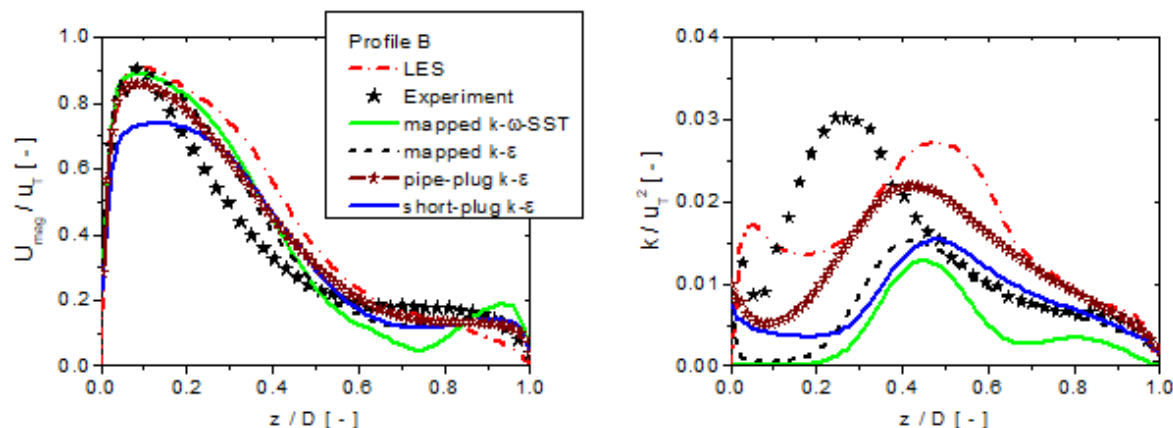 1.0
0.8
0.6
0.4
0.2
0.0
U_mag / u_T [ - ]
0.0 0.2 0.4 0.6 0.8 1.0
z / D [ - ]
Profile B
LES
Experiment
mapped k-ω-SST
mapped k-ε
pipe-plug k-ε
short-plug k-ε
0.04
0.03
0.02
0.01
0.00
k / u_T² [ - ]
0.0 0.2 0.4 0.6 0.8 1.0
z / D [ - ]